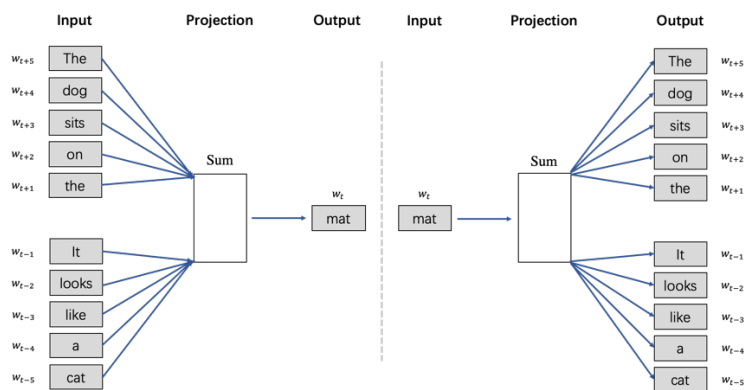 Input Projection Output Input Projection Output
w_{t+5} The The w_{t+5}
w_{t+4} dog dog w_{t+4}
w_{t+3} sits sits w_{t+3}
w_{t+2} on on w_{t+2}
Sum Sum
w_{t+1} the the w_{t+1}
w_t w_t
mat mat
w_{t−1} It It w_{t−1}
w_{t−2} looks looks w_{t−2}
w_{t−3} like like w_{t−3}
w_{t−4} a a w_{t−4}
w_{t−5} cat cat w_{t−5}